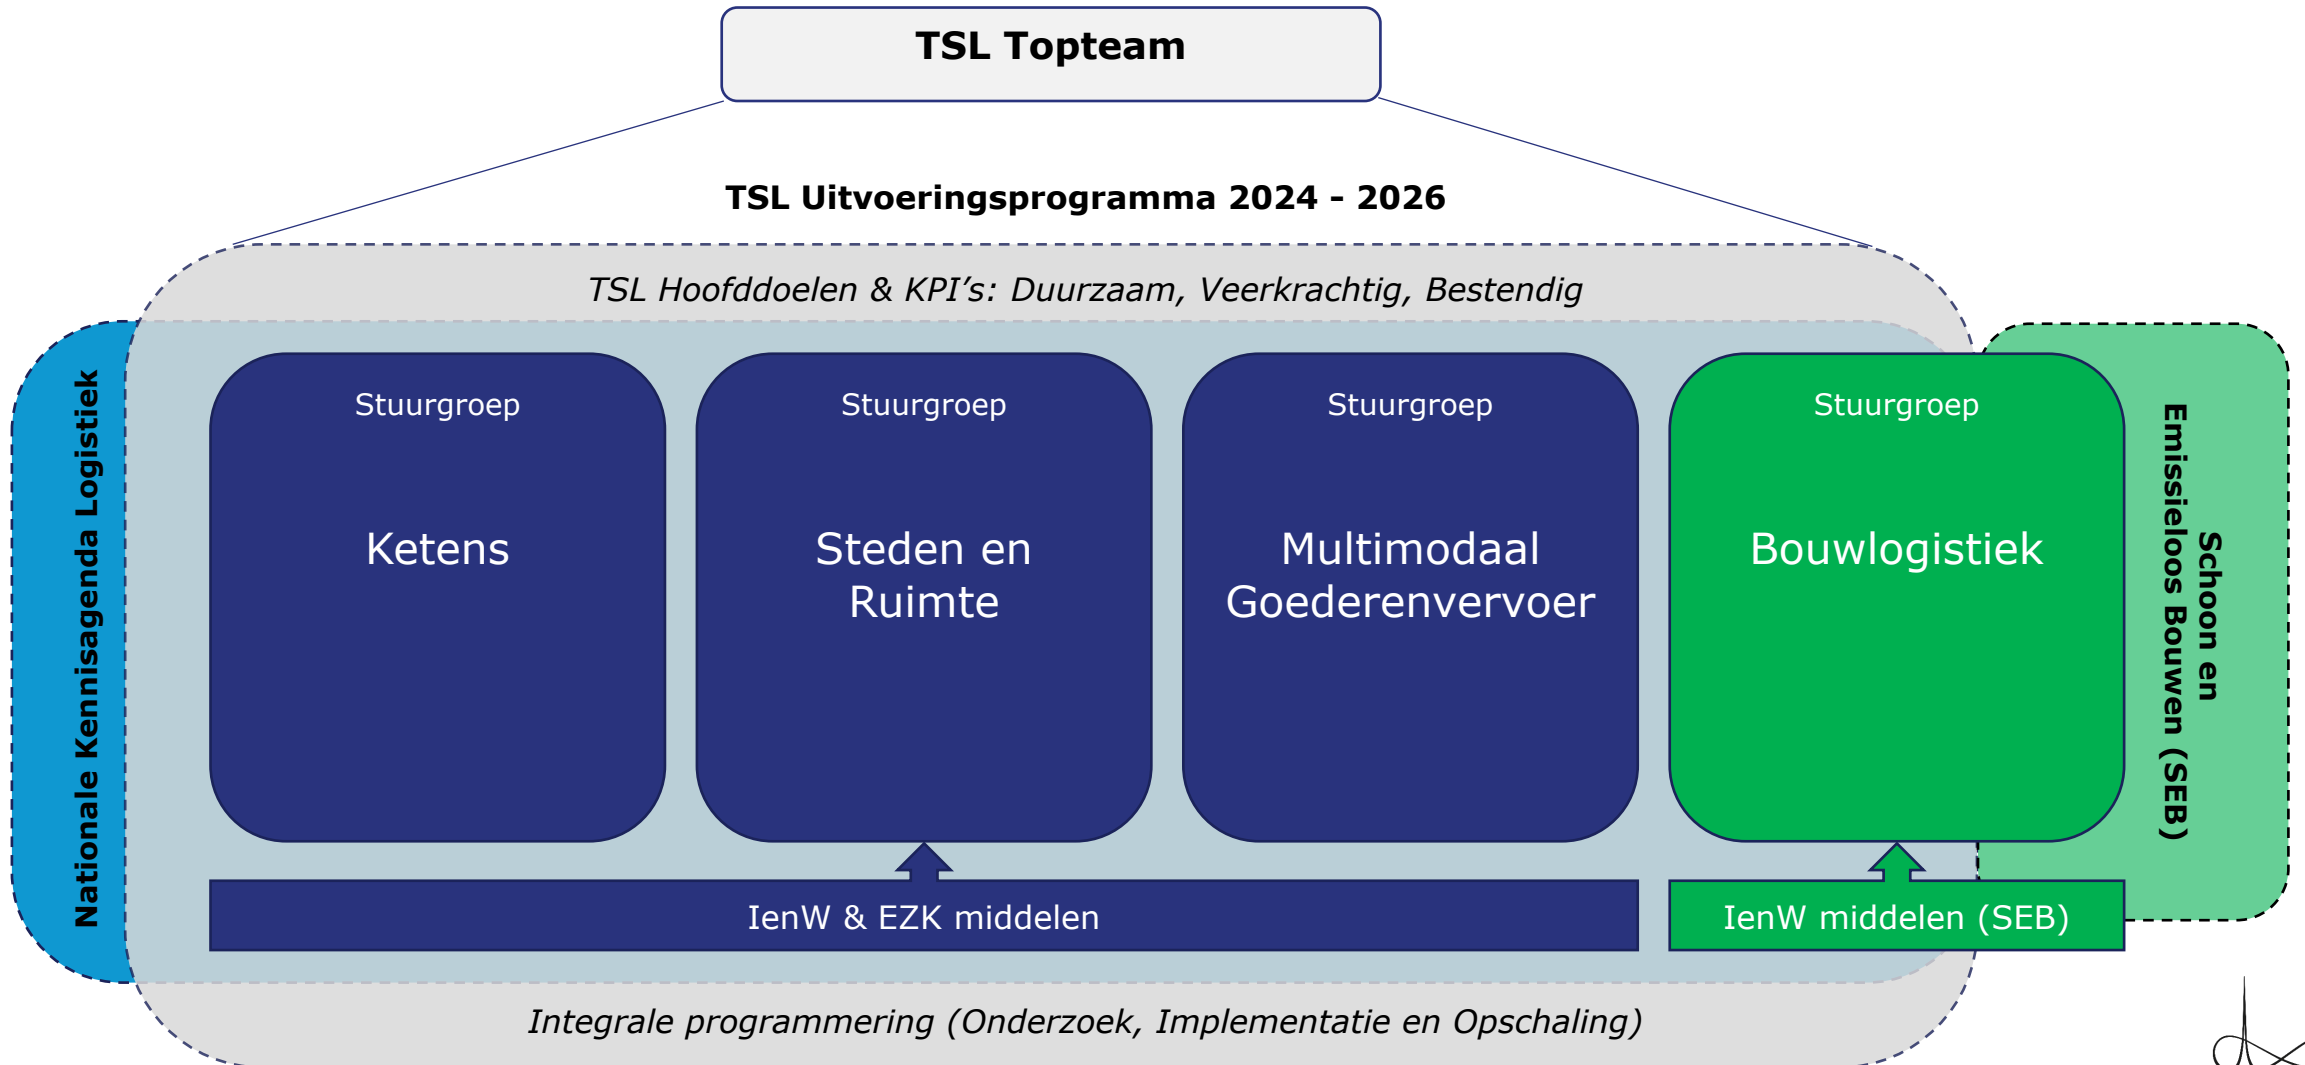 TSL Topteam
TSL Uitvoeringsprogramma 2024 - 2026
TSL Hoofddoelen & KPI’s: Duurzaam, Veerkrachtig, Bestendig
Nationale Kennisagenda Logistiek
Stuurgroep
Ketens
Stuurgroep
Steden en
Ruimte
Stuurgroep
Multimodaal
Goederenvervoer
Stuurgroep
Bouwlogistiek
Schoon en
Emissieloos Bouwen (SEB)
IenW & EZK middelen
IenW middelen (SEB)
Integrale programmering (Onderzoek, Implementatie en Opschaling)